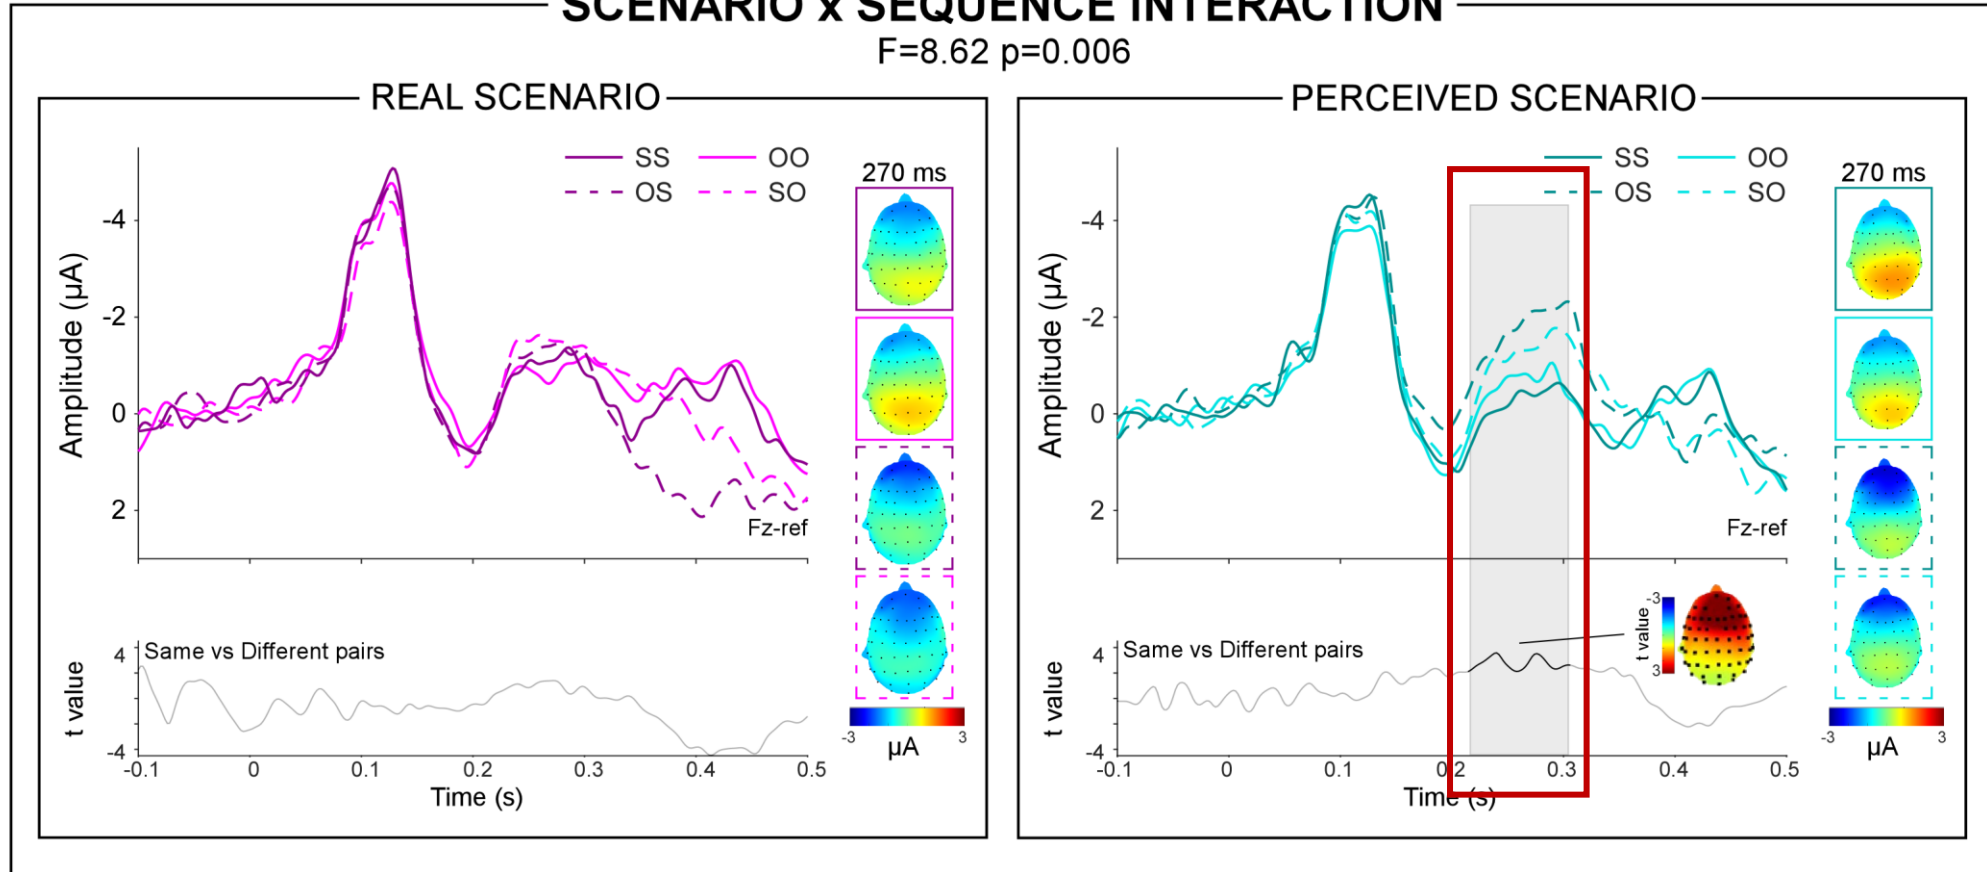 SCENARIO x SEQUENCE INTERACTION
F=8.62 p=0.006
REAL SCENARIO
SS OO
OS SO
270 ms
-4
-2
0
2
Amplitude (µA)
Fz-ref
Same vs Different pairs
4
-4
t value
-0.1 0 0.1 0.2 0.3 0.4 0.5
Time (s)
-3 3
µA
PERCEIVED SCENARIO
SS OO
OS SO
270 ms
-4
-2
0
2
Amplitude (µA)
Fz-ref
Same vs Different pairs
4
-4
t value
-3
3
t value
-0.1 0 0.1 0.2 0.3 0.4 0.5
Time (s)
-3 3
µA